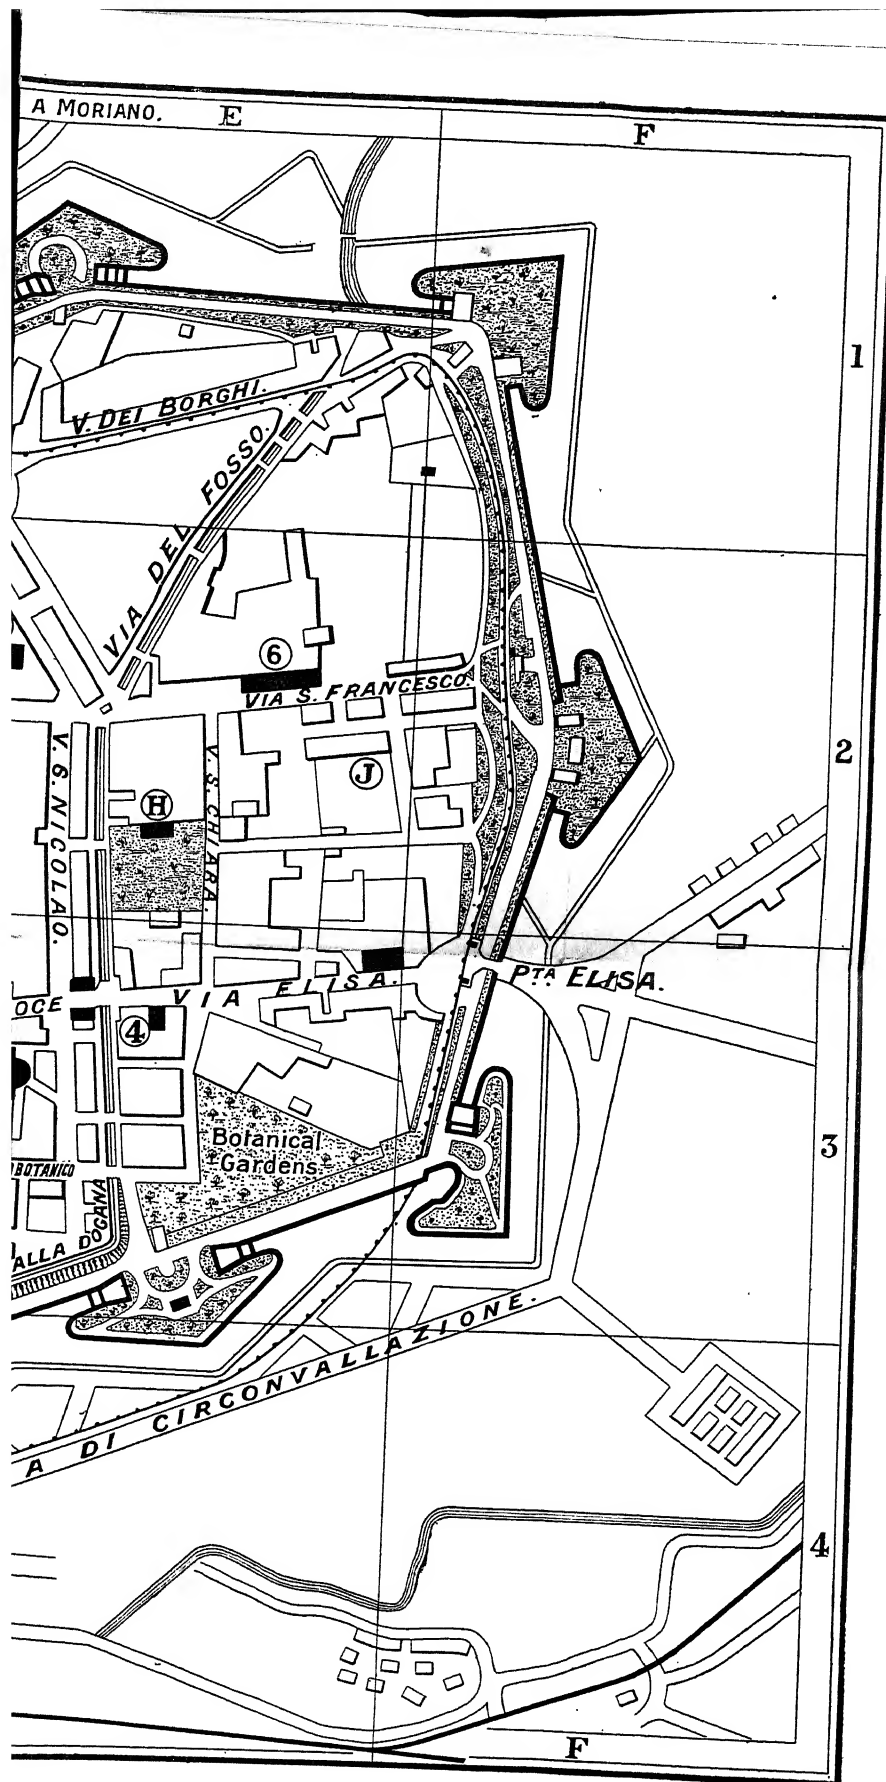 A MORIANO.
E
F
1
V. DEI BORGHI.
VIA DEL FOSSO.
6
VIA S. FRANCESCO.
2
V. S. CHIARA.
J
H
V. G. NICOLAO.
OCE
VIA ELISA.
PTA ELISA.
4
3
Botanical
Gardens
BOTANICO
ALLA DOGANA
A DI CIRCONVALLAZIONE.
4
F